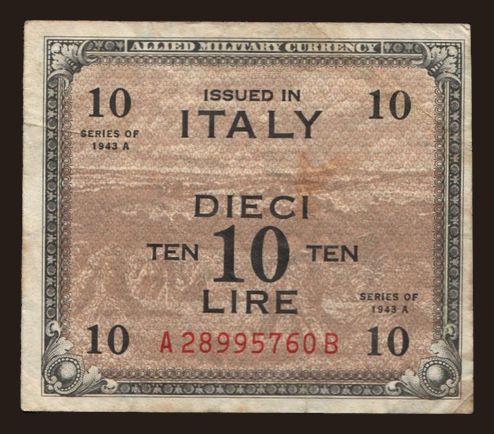 ALLIED MILITARY CURRENCY
10 ISSUED IN 10
SERIES OF
1943 A
ITALY
DIECI
TEN 10 TEN
LIRE
SERIES OF
1943 A
10 A28995760B 10